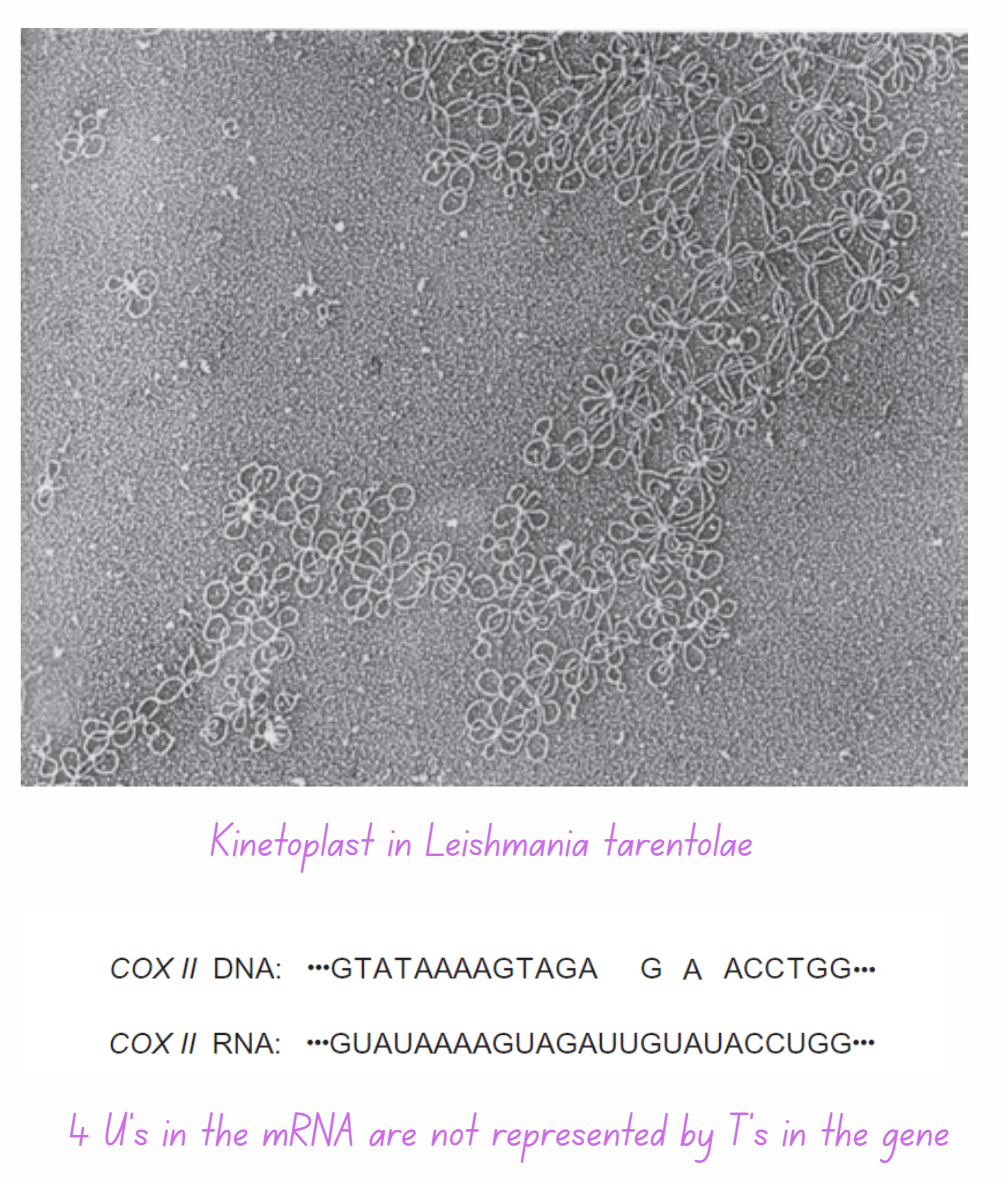 Kinetoplast in Leishmania tarentolae
COX II DNA: ···GTATAAAAGTAGA G A ACCTGG···
COX II RNA: ···GUAUAAAAGUAGAUUGUAUACCUGG···
4 U's in the mRNA are not represented by T's in the gene